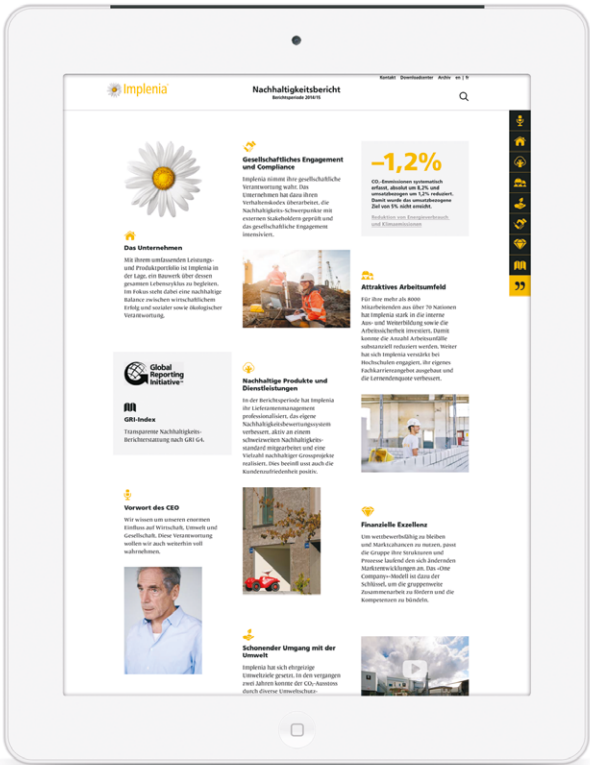 Kontakt Downloadcenter Archiv en | fr
Implenia
Nachhaltigkeitsbericht
Berichtsperiode 2014/15
Das Unternehmen
Mit ihrem umfassenden Leistungs-
und Produkteportfolio ist Implenia in
der Lage, ein Bauwerk über dessen
gesamten Lebenszyklus zu begleiten.
Im Fokus steht dabei eine nachhaltige
Balance zwischen wirtschaftlichem
Erfolg und sozialer sowie ökologischer
Verantwortung.
Global
Reporting
Initiative
GRI-Index
Transparente Nachhaltigkeits-
Berichterstattung nach GRI G4.
Vorwort des CEO
Wir wissen um unseren enormen
Einfluss auf Wirtschaft, Umwelt und
Gesellschaft. Diese Verantwortung
wollen wir auch weiterhin voll
wahrnehmen.
Gesellschaftliches Engagement
und Compliance
Implenia nimmt ihre gesellschaftliche
Verantwortung wahr. Das
Unternehmen hat dazu ihren
Verhaltenskodex überarbeitet, die
Nachhaltigkeits-Schwerpunkte mit
externen Stakeholdern geprüft und
das gesellschaftliche Engagement
intensiviert.
Nachhaltige Produkte und
Dienstleistungen
In der Berichtsperiode hat Implenia
ihr Lieferantenmanagement
professionalisiert, das eigene
Nachhaltigkeitsbewertungssystem
verbessert, aktiv an einem
schweizweiten Nachhaltigkeits-
standard mitgearbeitet und eine
Vielzahl nachhaltiger Grossprojekte
realisiert. Dies beeinflusst auch die
Kundenzufriedenheit positiv.
Schonender Umgang mit der
Umwelt
Implenia hat sich ehrgeizige
Umweltziele gesetzt. In den vergangen
zwei Jahren konnte der CO₂-Ausstoss
durch diverse Umweltschutz-
–1,2%
CO₂-Emmissionen systematisch
erfasst, absolut um 8,2% und
umsatzbezogen um 1,2% reduziert.
Damit wurde das umsatzbezogene
Ziel von 5% nicht erreicht.
Reduktion von Energieverbrauch
und Klimaemissionen
Attraktives Arbeitsumfeld
Für ihre mehr als 8000
Mitarbeitenden aus über 70 Nationen
hat Implenia stark in die interne
Aus- und Weiterbildung sowie die
Arbeitssicherheit investiert. Damit
konnte die Anzahl Arbeitsunfälle
substanziell reduziert werden. Weiter
hat sich Implenia verstärkt bei
Hochschulen engagiert, ihr eigenes
Fachkarrierenangebot ausgebaut und
die Lernendenquote verbessert.
Finanzielle Exzellenz
Um wettbewerbsfähig zu bleiben
und Marktchancen zu nutzen, passt
die Gruppe ihre Strukturen und
Prozesse laufend den sich ändernden
Marktentwicklungen an. Das «One
Company»-Modell ist dazu der
Schlüssel, um die gruppenweite
Zusammenarbeit zu fördern und die
Kompetenzen zu bündeln.